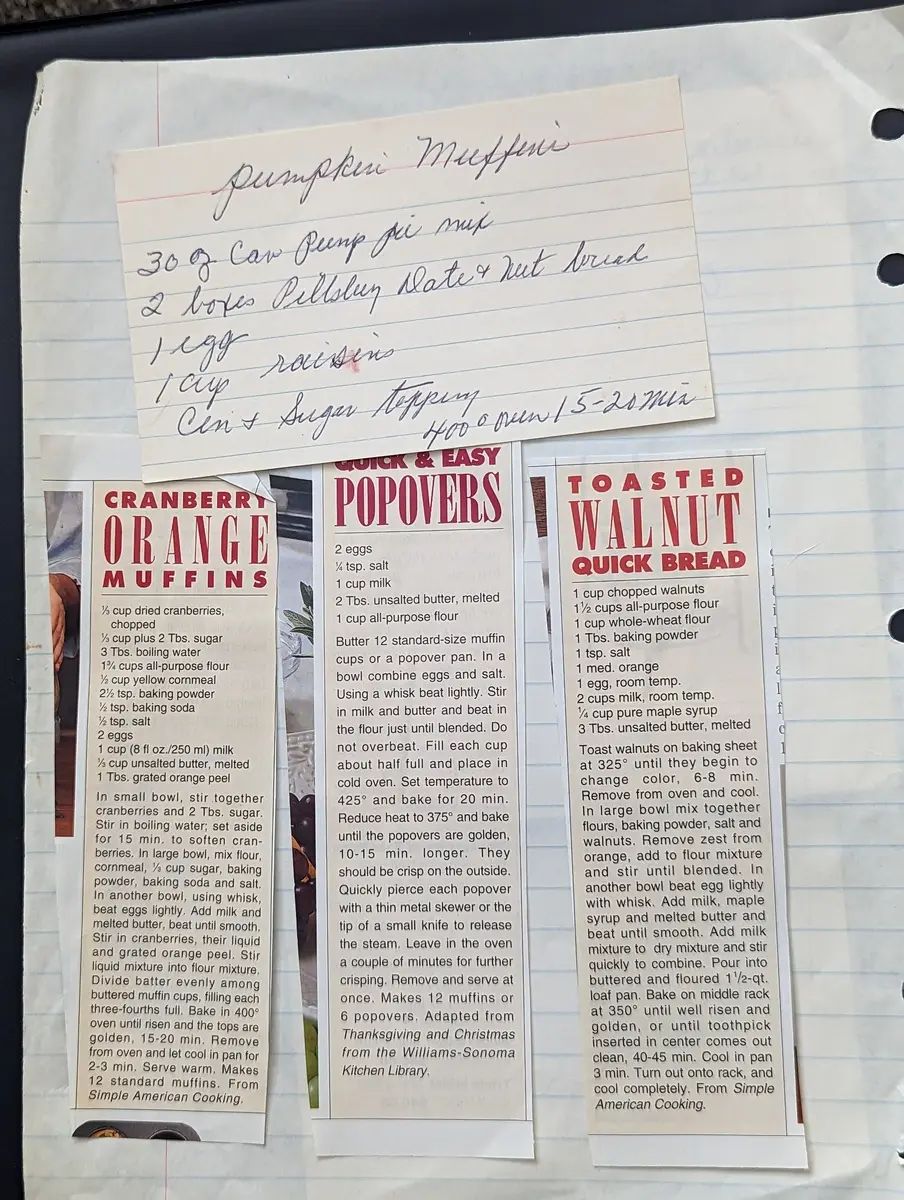 Pumpkin Muffins
30 oz Can Pump pie mix
2 boxes Pillsbury Date & Nut bread
1 egg
1 cup raisins
Cin & Sugar topping
400° oven 15-20 min
CRANBERRY
ORANGE
MUFFINS
⅓ cup dried cranberries,
chopped
⅓ cup plus 2 Tbs. sugar
3 Tbs. boiling water
1¾ cups all-purpose flour
½ cup yellow cornmeal
2½ tsp. baking powder
½ tsp. baking soda
½ tsp. salt
2 eggs
1 cup (8 fl oz./250 ml) milk
⅓ cup unsalted butter, melted
1 Tbs. grated orange peel
In small bowl, stir together
cranberries and 2 Tbs. sugar.
Stir in boiling water; set aside
for 15 min. to soften cran-
berries. In large bowl, mix flour,
cornmeal, ⅓ cup sugar, baking
powder, baking soda and salt.
In another bowl, using whisk,
beat eggs lightly. Add milk and
melted butter, beat until smooth.
Stir in cranberries, their liquid
and grated orange peel. Stir
liquid mixture into flour mixture.
Divide batter evenly among
buttered muffin cups, filling each
three-fourths full. Bake in 400°
oven until risen and the tops are
golden, 15-20 min. Remove
from oven and let cool in pan for
2-3 min. Serve warm. Makes
12 standard muffins. From
Simple American Cooking.
QUICK & EASY
POPOVERS
2 eggs
¼ tsp. salt
1 cup milk
2 Tbs. unsalted butter, melted
1 cup all-purpose flour
Butter 12 standard-size muffin
cups or a popover pan. In a
bowl combine eggs and salt.
Using a whisk beat lightly. Stir
in milk and butter and beat in
the flour just until blended. Do
not overbeat. Fill each cup
about half full and place in
cold oven. Set temperature to
425° and bake for 20 min.
Reduce heat to 375° and bake
until the popovers are golden,
10-15 min. longer. They
should be crisp on the outside.
Quickly pierce each popover
with a thin metal skewer or the
tip of a small knife to release
the steam. Leave in the oven
a couple of minutes for further
crisping. Remove and serve at
once. Makes 12 muffins or
6 popovers. Adapted from
Thanksgiving and Christmas
from the Williams-Sonoma
Kitchen Library.
TOASTED
WALNUT
QUICK BREAD
1 cup chopped walnuts
1½ cups all-purpose flour
1 cup whole-wheat flour
1 Tbs. baking powder
1 tsp. salt
1 med. orange
1 egg, room temp.
2 cups milk, room temp.
¼ cup pure maple syrup
3 Tbs. unsalted butter, melted
Toast walnuts on baking sheet
at 325° until they begin to
change color, 6-8 min.
Remove from oven and cool.
In large bowl mix together
flours, baking powder, salt and
walnuts. Remove zest from
orange, add to flour mixture
and stir until blended. In
another bowl beat egg lightly
with whisk. Add milk, maple
syrup and melted butter and
beat until smooth. Add milk
mixture to dry mixture and stir
quickly to combine. Pour into
buttered and floured 1½-qt.
loaf pan. Bake on middle rack
at 350° until well risen and
golden, or until toothpick
inserted in center comes out
clean, 40-45 min. Cool in pan
3 min. Turn out onto rack, and
cool completely. From Simple
American Cooking.